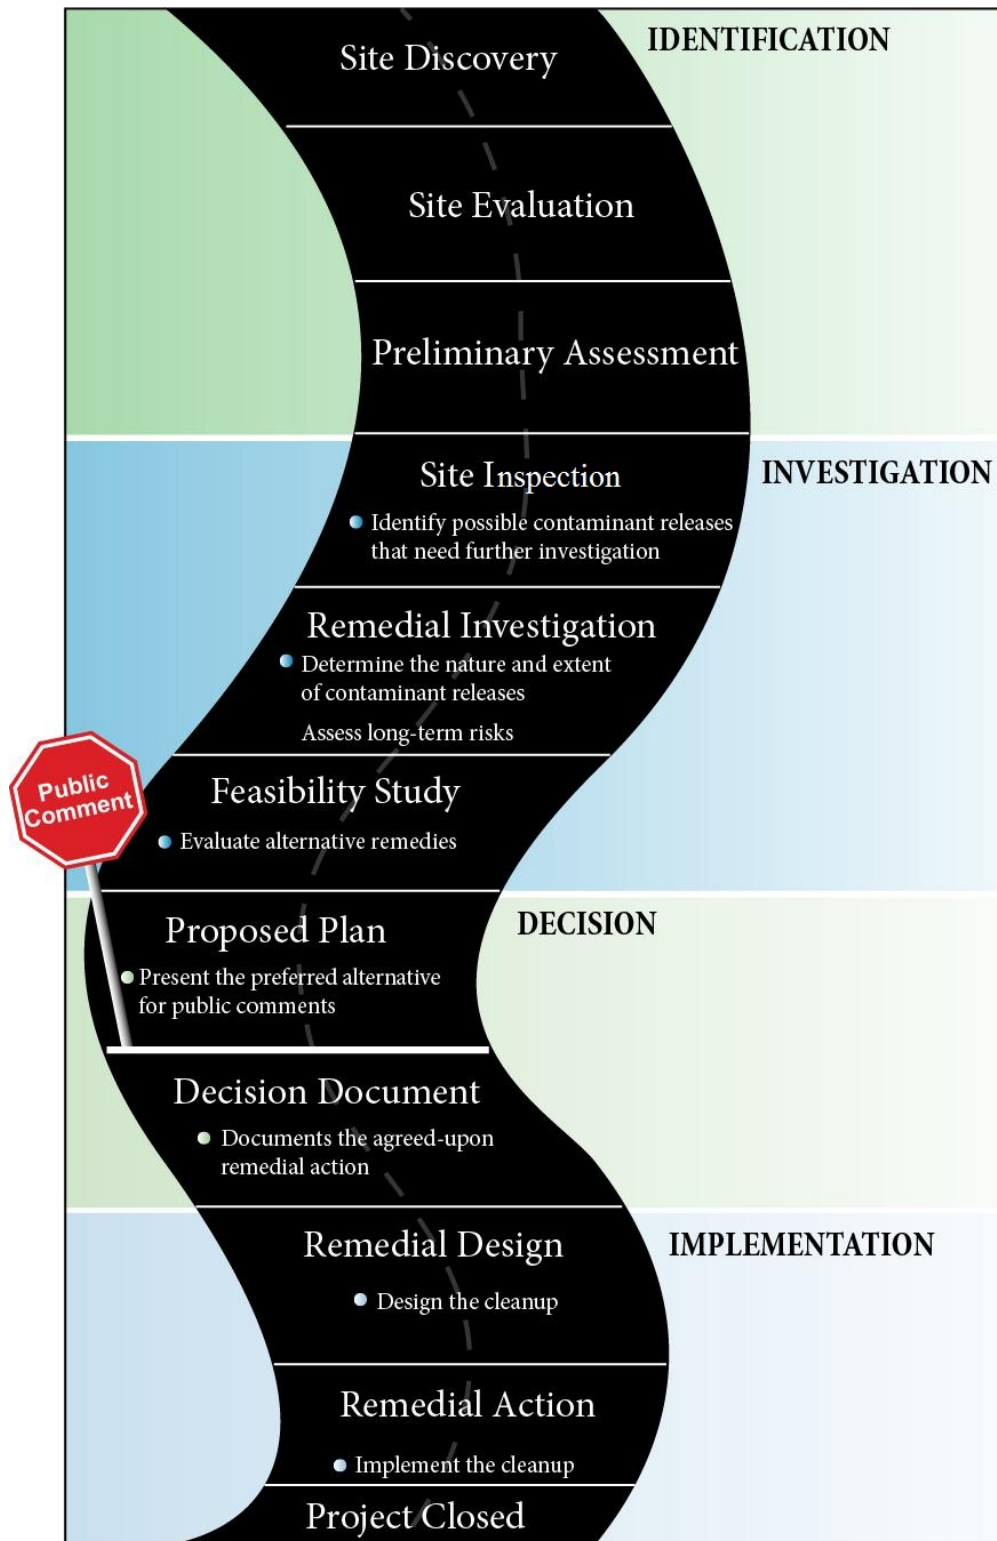 Site Discovery
IDENTIFICATION
Site Evaluation
Preliminary Assessment
Site Inspection
INVESTIGATION
Identify possible contaminant releases
that need further investigation
Remedial Investigation
Determine the nature and extent
of contaminant releases
Assess long-term risks
Public
Comment
Feasibility Study
Evaluate alternative remedies
Proposed Plan
DECISION
Present the preferred alternative
for public comments
Decision Document
Documents the agreed-upon
remedial action
Remedial Design
IMPLEMENTATION
Design the cleanup
Remedial Action
Implement the cleanup
Project Closed